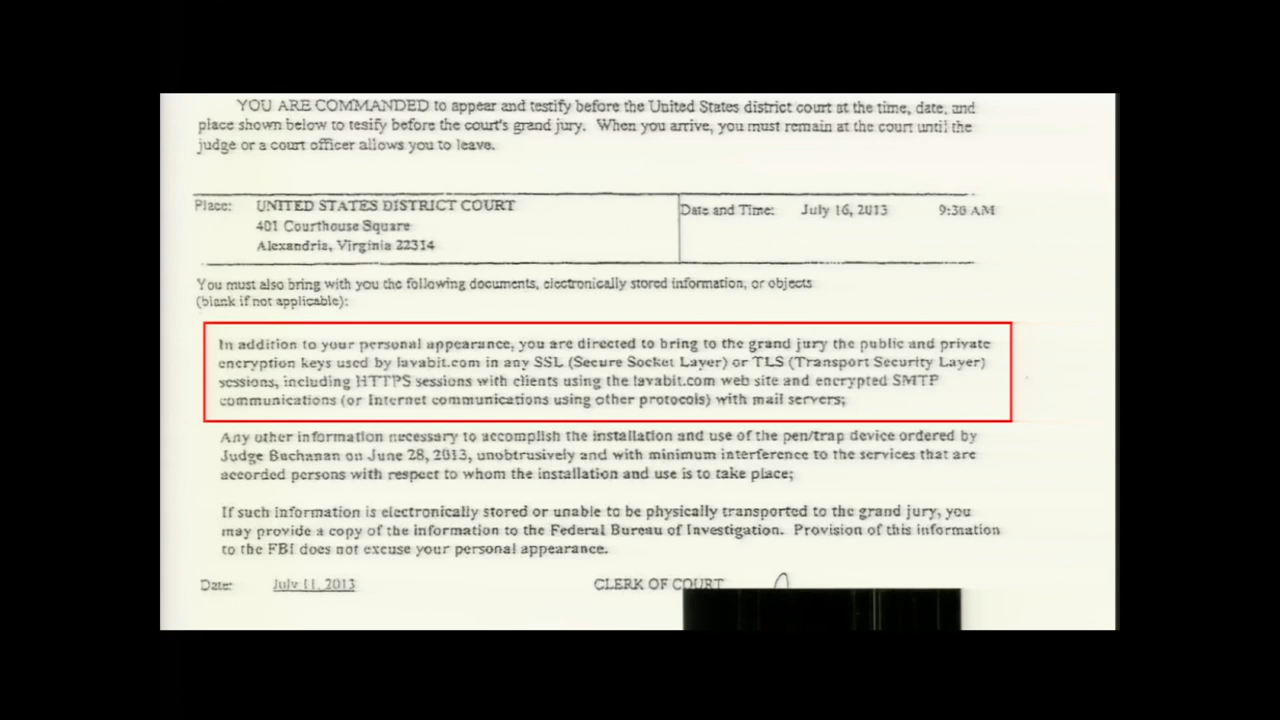 YOU ARE COMMANDED to appear and testify before the United States district court at the time, date, and
place shown below to tesify before the court's grand jury. When you arrive, you must remain at the court until the
judge or a court officer allows you to leave.
Place: UNITED STATES DISTRICT COURT
401 Courthouse Square
Alexandria, Virginia 22314
Date and Time: July 16, 2013 9:30 AM
You must also bring with you the following documents, electronically stored information, or objects
(blank if not applicable):
In addition to your personal appearance, you are directed to bring to the grand jury the public and private
encryption keys used by lavabit.com in any SSL (Secure Socket Layer) or TLS (Transport Security Layer)
sessions, including HTTPS sessions with clients using the lavabit.com web site and encrypted SMTP
communications (or Internet communications using other protocols) with mail servers;
Any other information necessary to accomplish the installation and use of the pen/trap device ordered by
Judge Buchanan on June 28, 2013, unobtrusively and with minimum interference to the services that are
accorded persons with respect to whom the installation and use is to take place;
If such information is electronically stored or unable to be physically transported to the grand jury, you
may provide a copy of the information to the Federal Bureau of Investigation. Provision of this information
to the FBI does not excuse your personal appearance.
Date: July 11, 2013 CLERK OF COURT